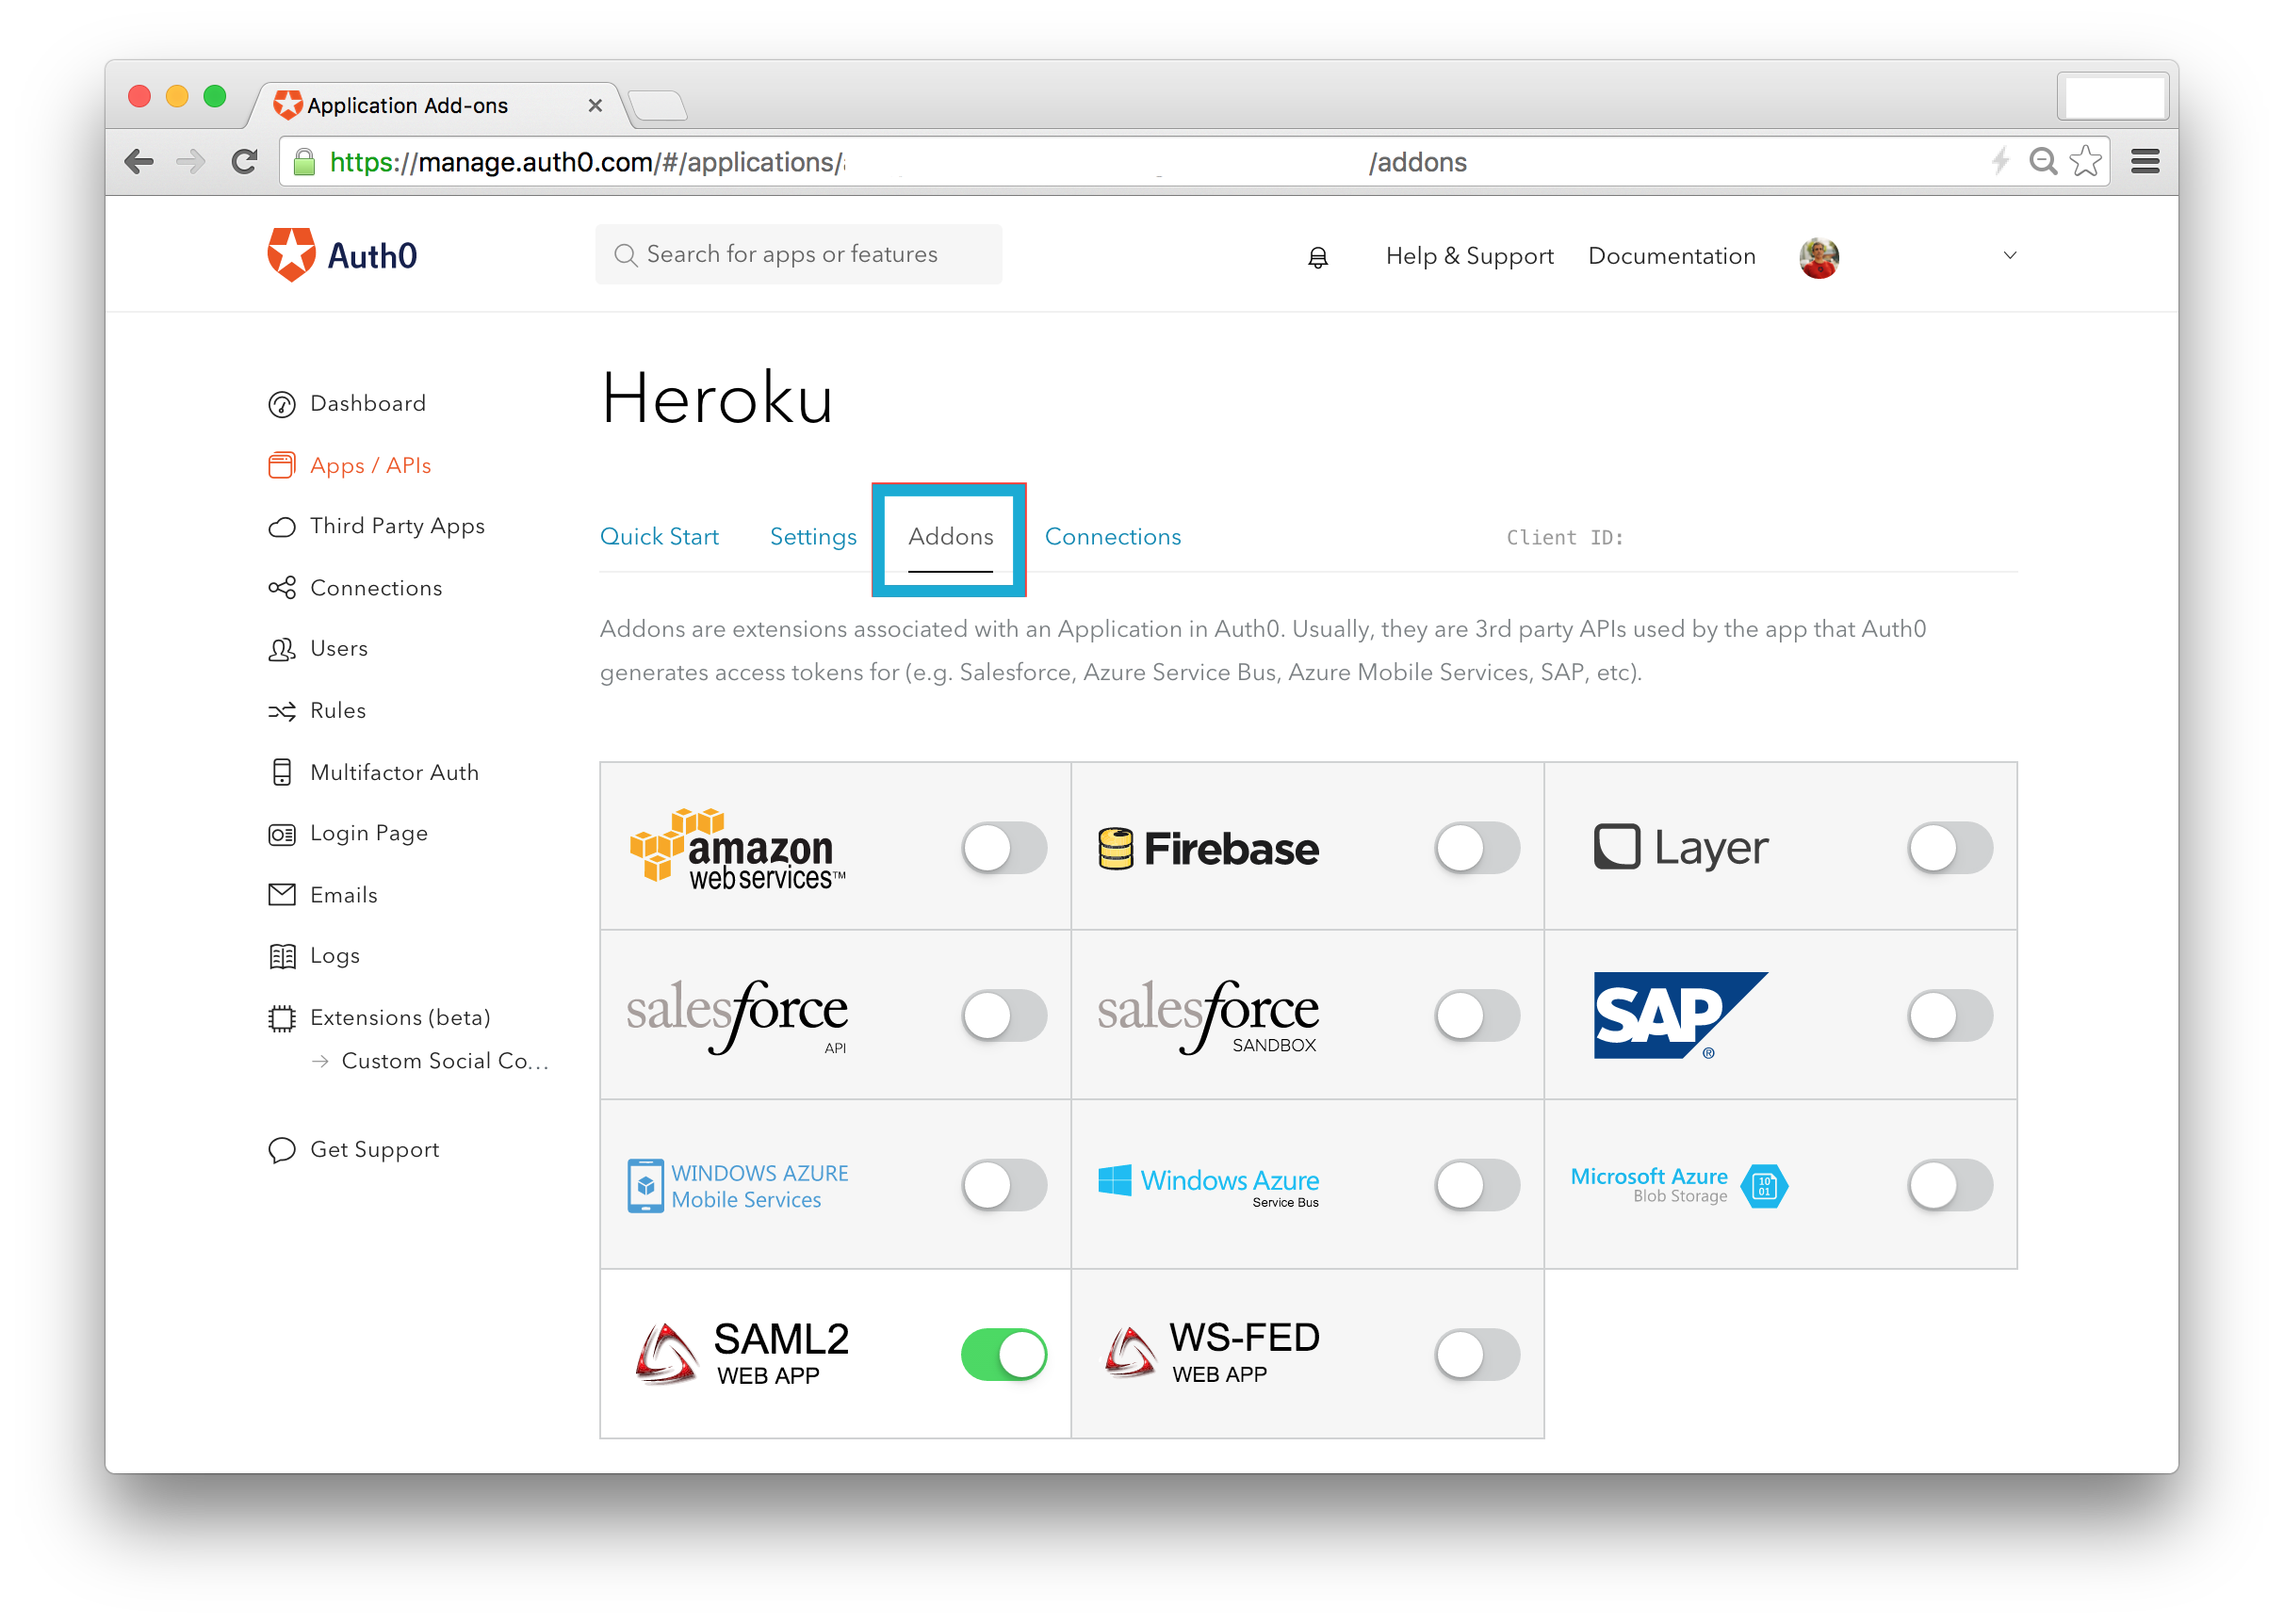 Application Add-ons
https://manage.auth0.com/#/applications/ /addons
Auth0
Search for apps or features
Help & Support
Documentation
Heroku
Dashboard
Apps / APIs
Third Party Apps
Connections
Users
Rules
Multifactor Auth
Login Page
Emails
Logs
Extensions (beta)
Custom Social Co...
Get Support
Quick Start
Settings
Addons
Connections
Client ID:
Addons are extensions associated with an Application in Auth0. Usually, they are 3rd party APIs used by the app that Auth0
generates access tokens for (e.g. Salesforce, Azure Service Bus, Azure Mobile Services, SAP, etc).
amazon
web services™
Firebase
Layer
salesforce
API
salesforce
SANDBOX
SAP
®
WINDOWS AZURE
Mobile Services
Windows Azure
Service Bus
Microsoft Azure
Blob Storage
10
01
SAML2
WEB APP
WS-FED
WEB APP